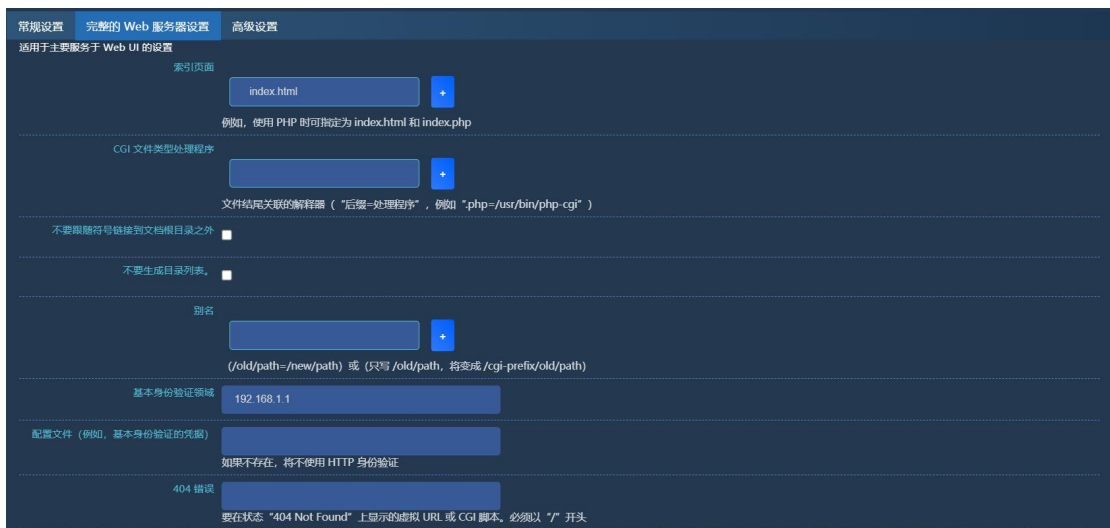 常规设置 完整的 Web 服务器设置 高级设置
适用于主要服务于 Web UI 的设置
索引页面
index.html +
例如，使用 PHP 时可指定为 index.html 和 index.php
CGI 文件类型处理程序
+
文件结尾关联的解释器（ “后缀=处理程序” ，例如 “.php=/usr/bin/php-cgi” ）
不要跟随符号链接到文档根目录之外
不要生成目录列表。
别名
+
(/old/path=/new/path) 或 (只写 /old/path，将变成 /cgi-prefix/old/path)
基本身份验证领域 192.168.1.1
配置文件（例如，基本身份验证的凭据）
如果不存在，将不使用 HTTP 身份验证
404 错误
要在状态 “404 Not Found” 上显示的虚拟 URL 或 CGI 脚本。必须以 “/” 开头